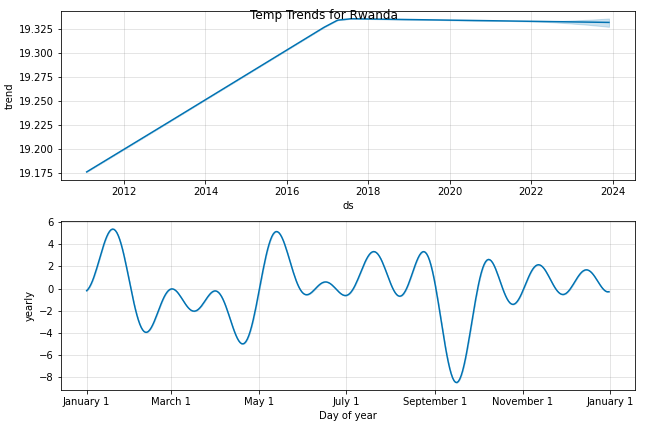 Temp Trends for Rwanda
19.325
19.300
19.275
19.250
19.225
19.200
19.175
trend
2012 2014 2016 2018 2020 2022 2024
ds
6
4
2
0
−2
−4
−6
−8
yearly
January 1 March 1 May 1 July 1 September 1 November 1 January 1
Day of year